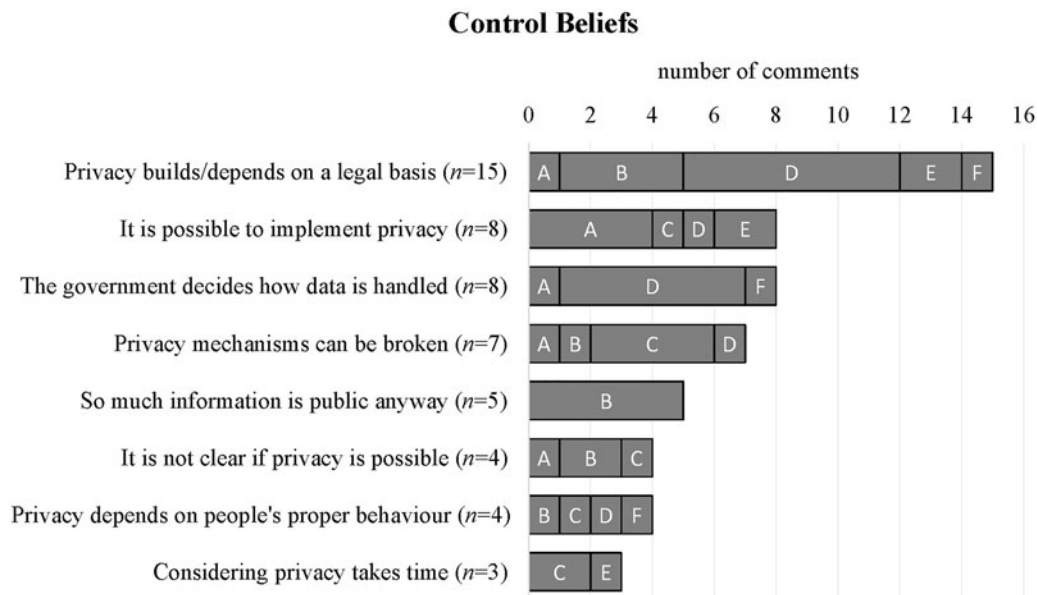 Control Beliefs
number of comments
0 2 4 6 8 10 12 14 16
Privacy builds/depends on a legal basis (n=15) A B D E F
It is possible to implement privacy (n=8) A C D E
The government decides how data is handled (n=8) A D F
Privacy mechanisms can be broken (n=7) A B C D
So much information is public anyway (n=5) B
It is not clear if privacy is possible (n=4) A B C
Privacy depends on people's proper behaviour (n=4) B C D F
Considering privacy takes time (n=3) C E